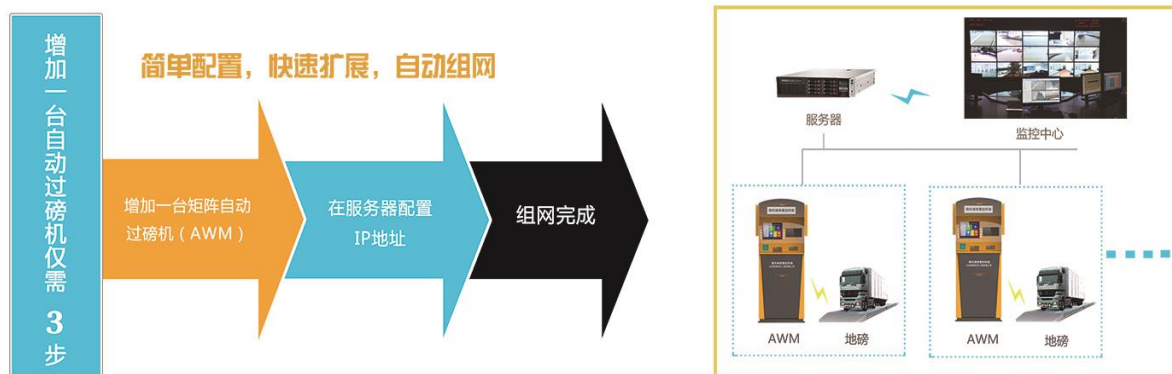 增加一台自动过磅机仅需3步
简单配置，快速扩展，自动组网
增加一台矩阵自动
过磅机（AWM）
在服务器配置
IP地址
组网完成
服务器
监控中心
AWM
地磅
AWM
地磅